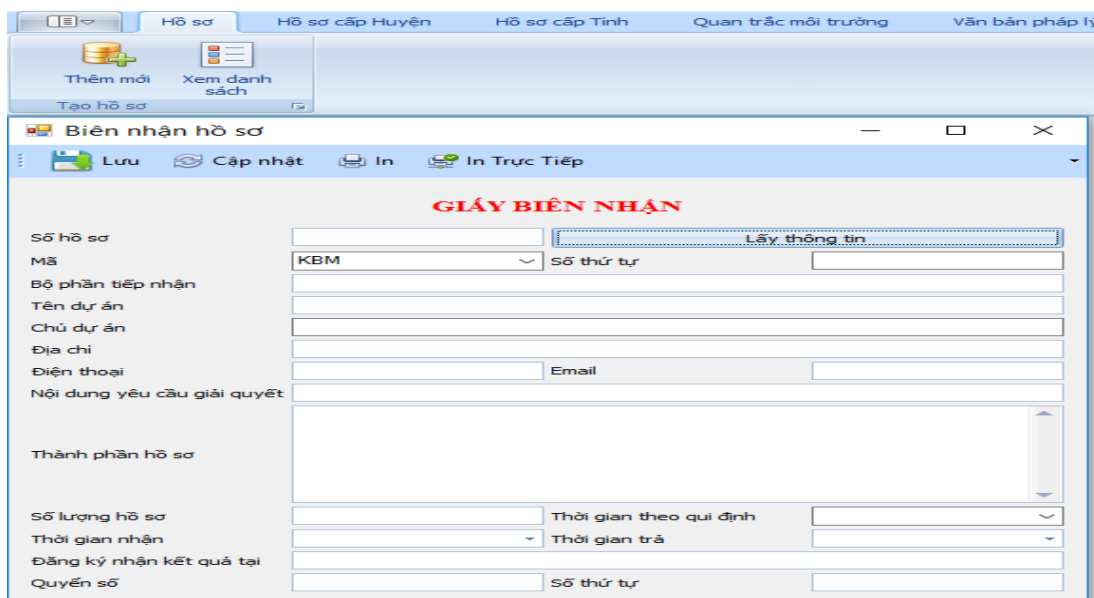 Hồ sơ Hồ sơ cấp Huyện Hồ sơ cấp Tỉnh Quan trắc môi trường Văn bản pháp lý
Thêm mới Xem danh sách
Tạo hồ sơ
Biên nhận hồ sơ
Lưu Cập nhật In In Trực Tiếp
GIẤY BIÊN NHẬN
Số hồ sơ Lấy thông tin
Mã KBM Số thứ tự
Bộ phần tiếp nhận
Tên dự án
Chủ dự án
Địa chỉ
Điện thoại Email
Nội dung yêu cầu giải quyết
Thành phần hồ sơ
Số lượng hồ sơ Thời gian theo qui định
Thời gian nhận Thời gian trả
Đăng ký nhận kết quả tại
Quyển số Số thứ tự